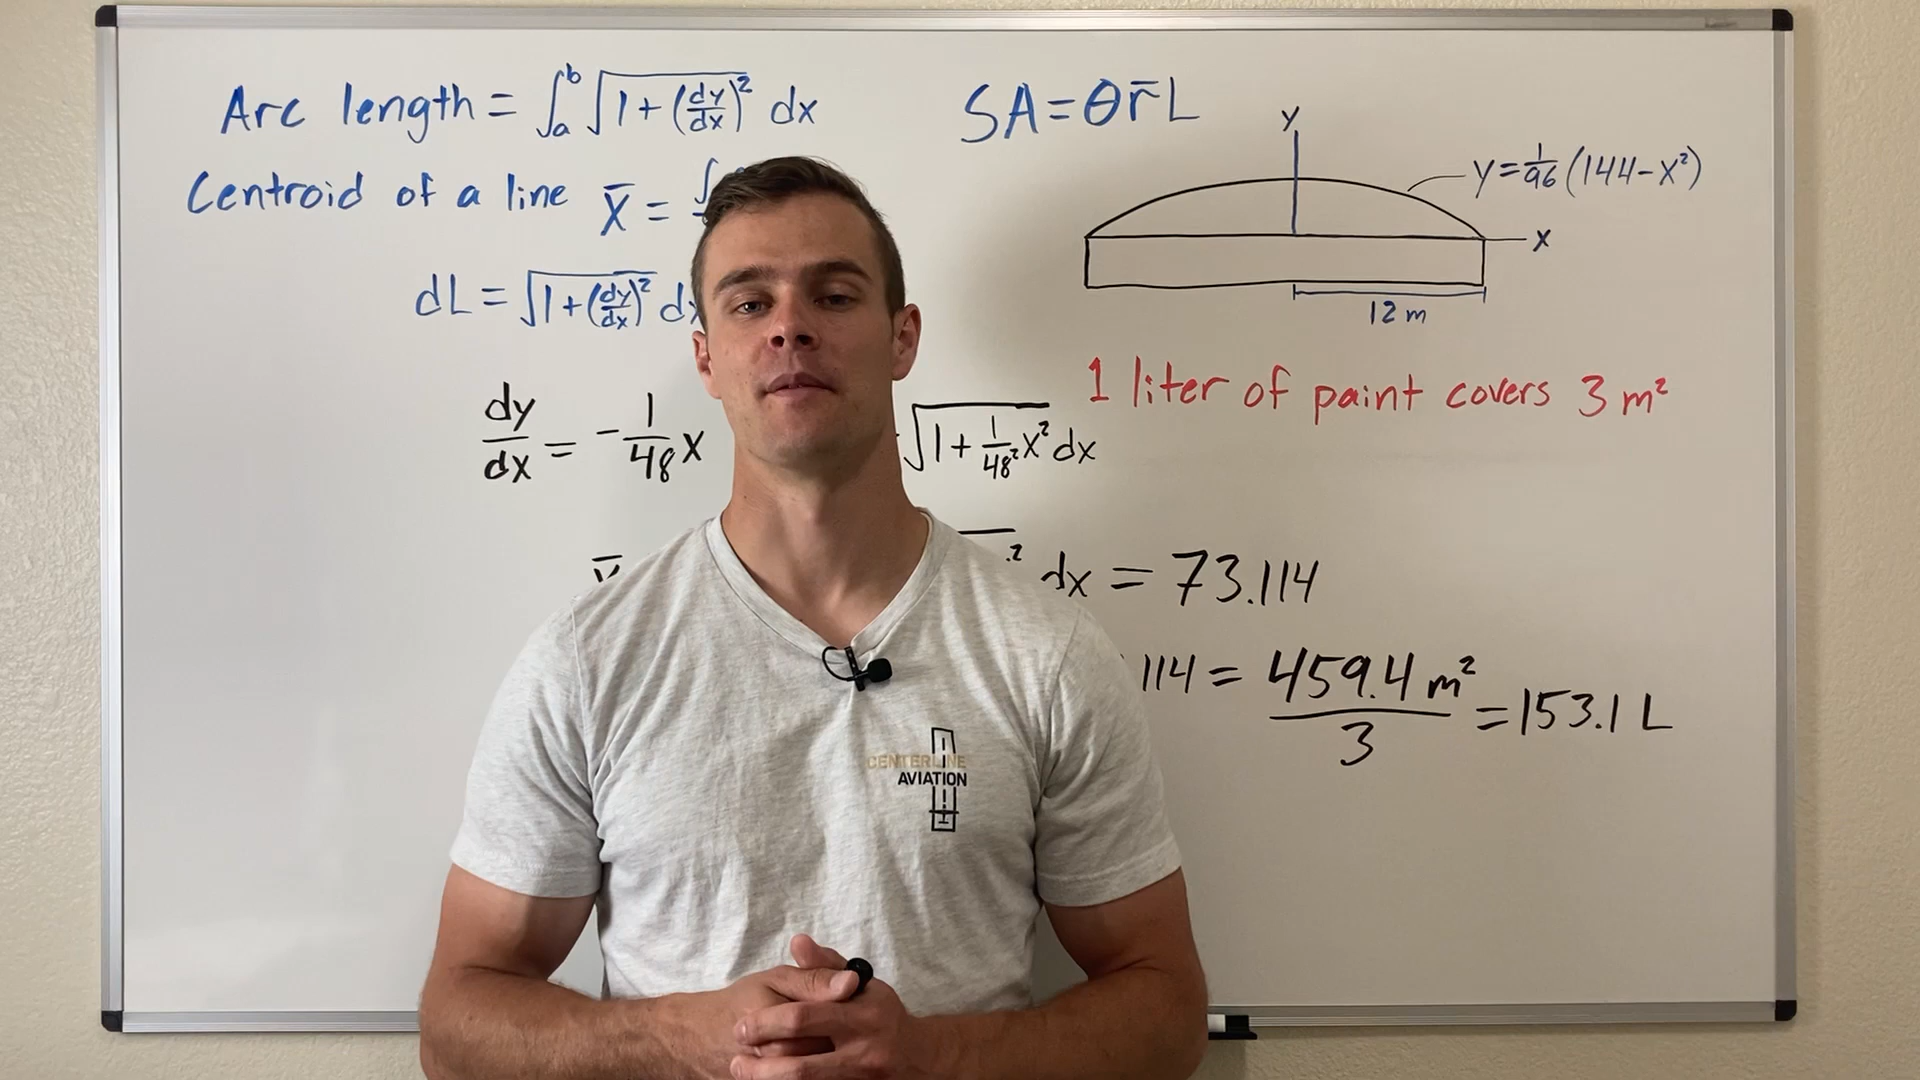 Arc length = ∫ₐᵇ √(1 + (dy/dx)²) dx
SA = θ r̄ L
Centroid of a line x̄ = ∫
dL = √(1 + (dy/dx)²) dx
y
y = 1/96 (144 - x²)
x
12 m
1 liter of paint covers 3 m²
dy/dx = - 1/48 x
√(1 + 1/48² x²) dx
dx = 73.114
114 = 459.4 m² / 3 = 153.1 L
CENTERLINE
AVIATION